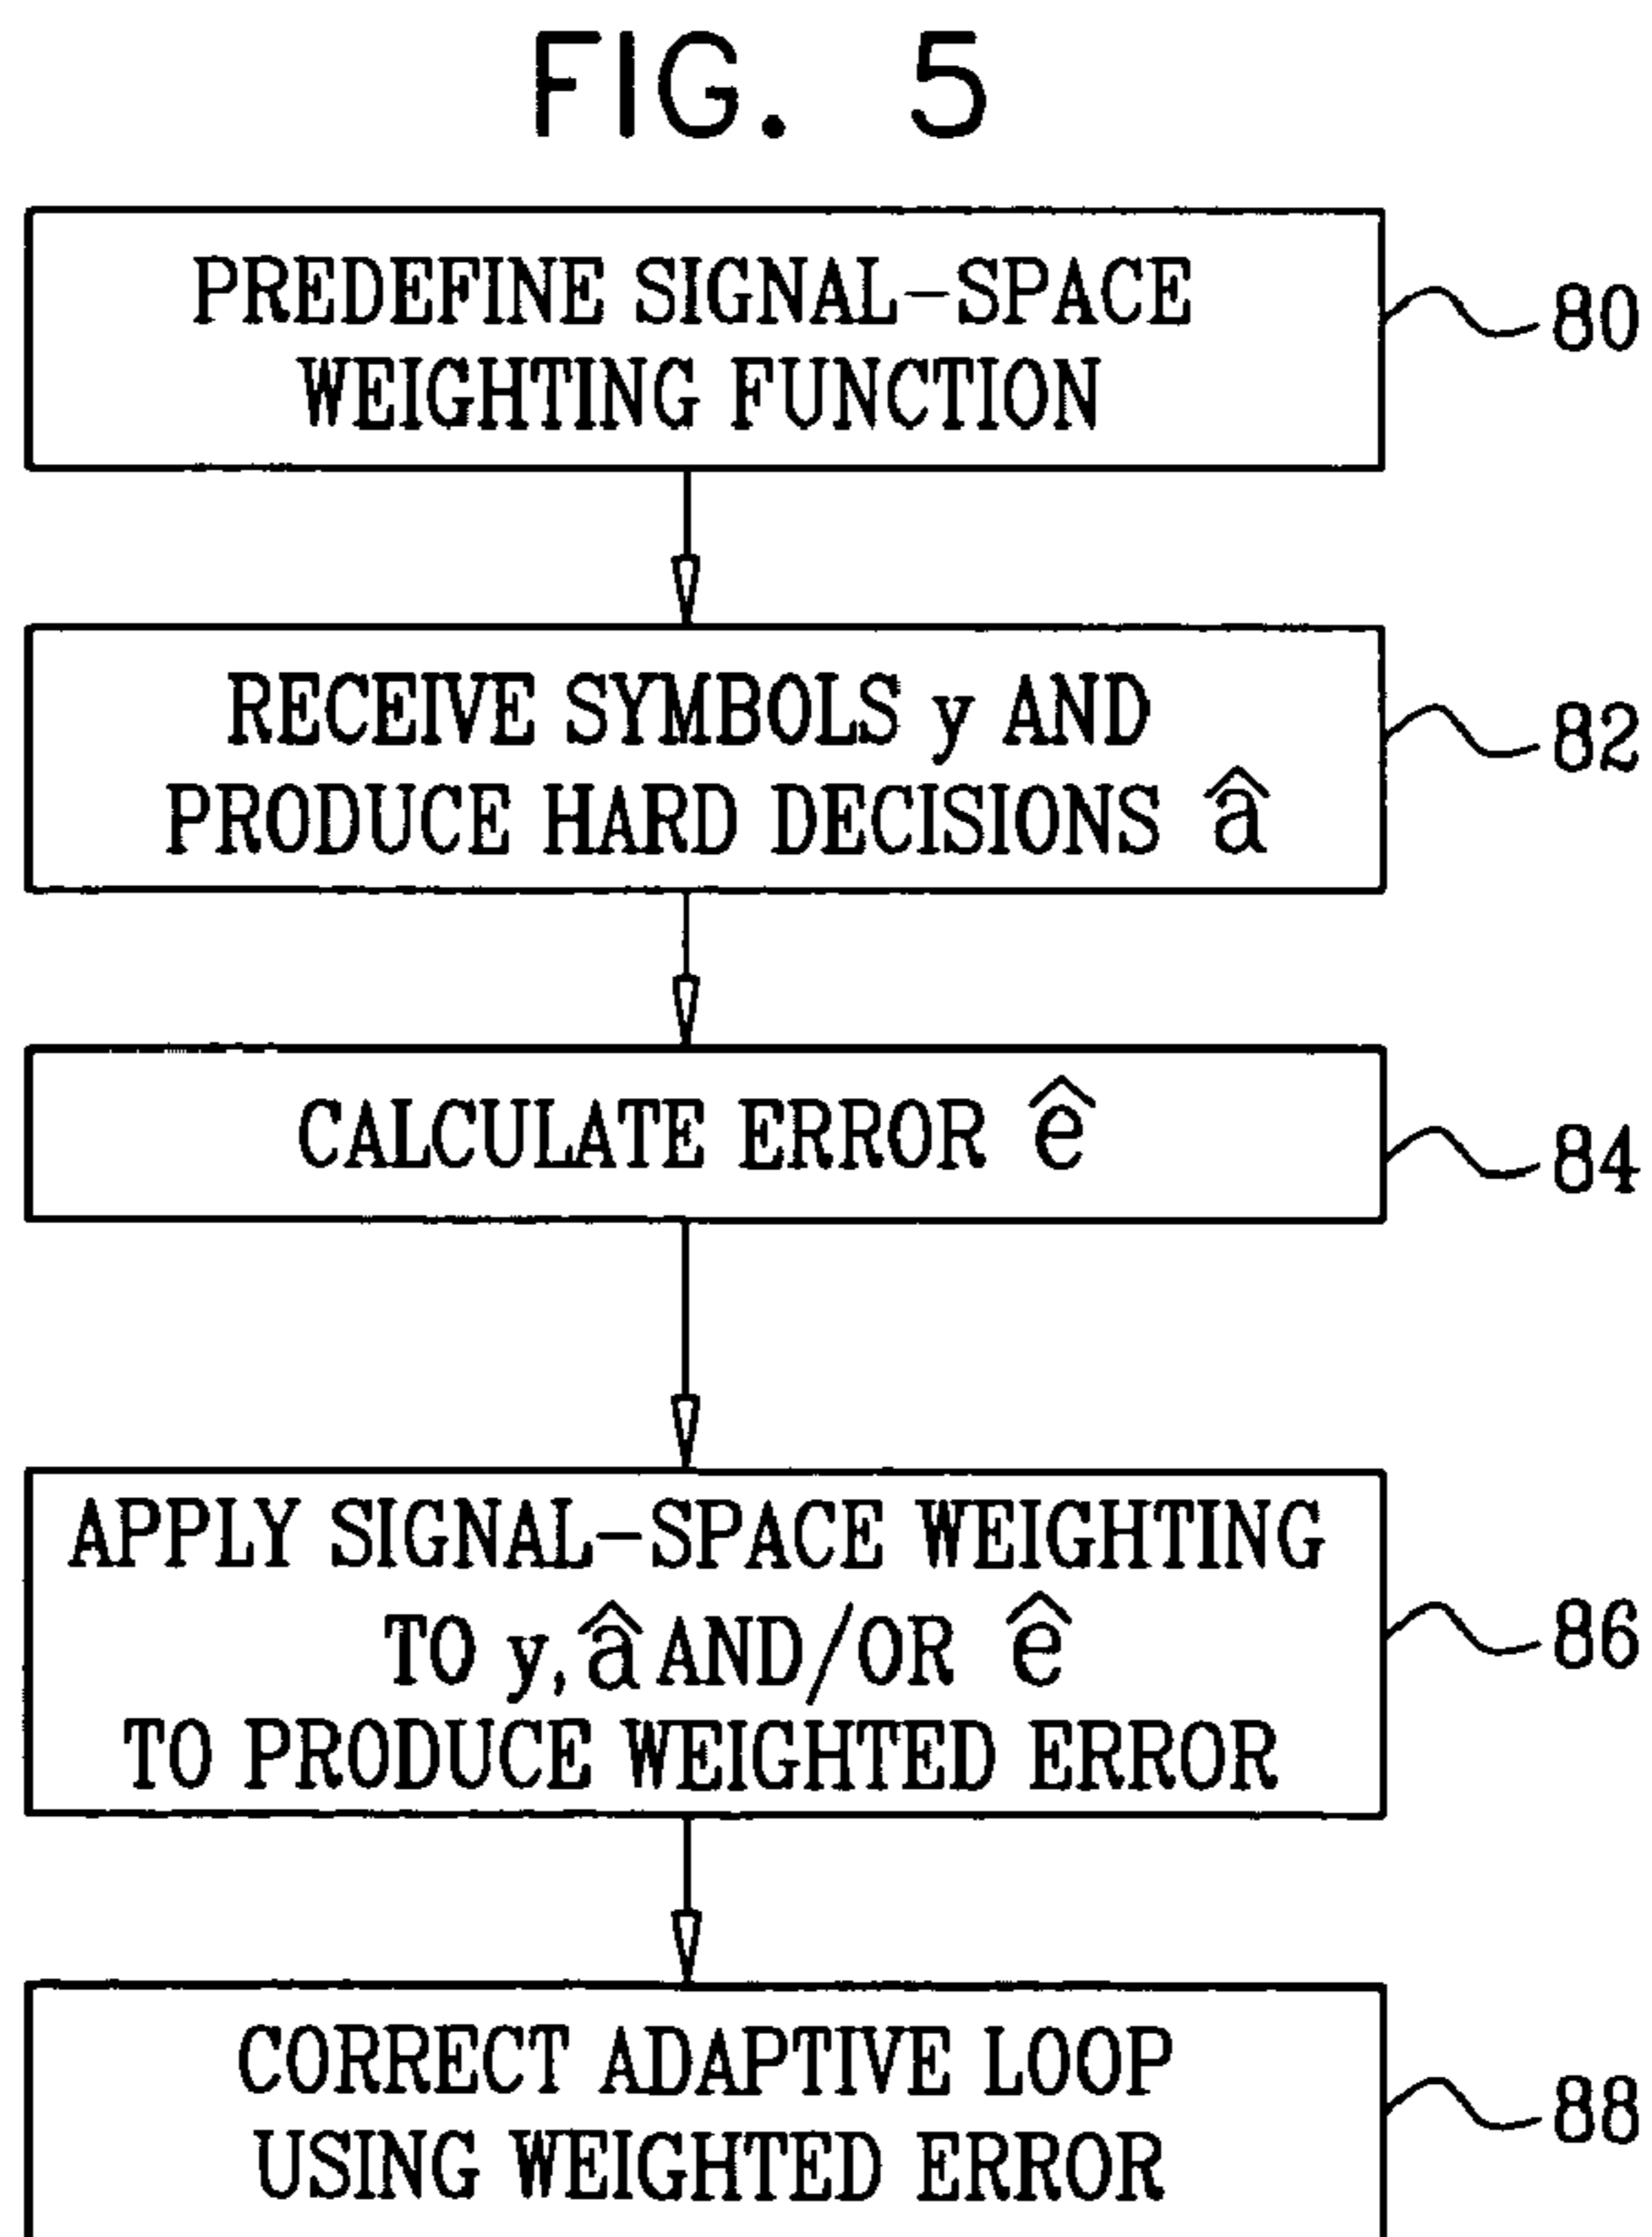 FIG. 5
PREDEFINE SIGNAL-SPACE
WEIGHTING FUNCTION
80
RECEIVE SYMBOLS y AND
PRODUCE HARD DECISIONS â
82
CALCULATE ERROR ê
84
APPLY SIGNAL-SPACE WEIGHTING
TO y, â AND/OR ê
TO PRODUCE WEIGHTED ERROR
86
CORRECT ADAPTIVE LOOP
USING WEIGHTED ERROR
88